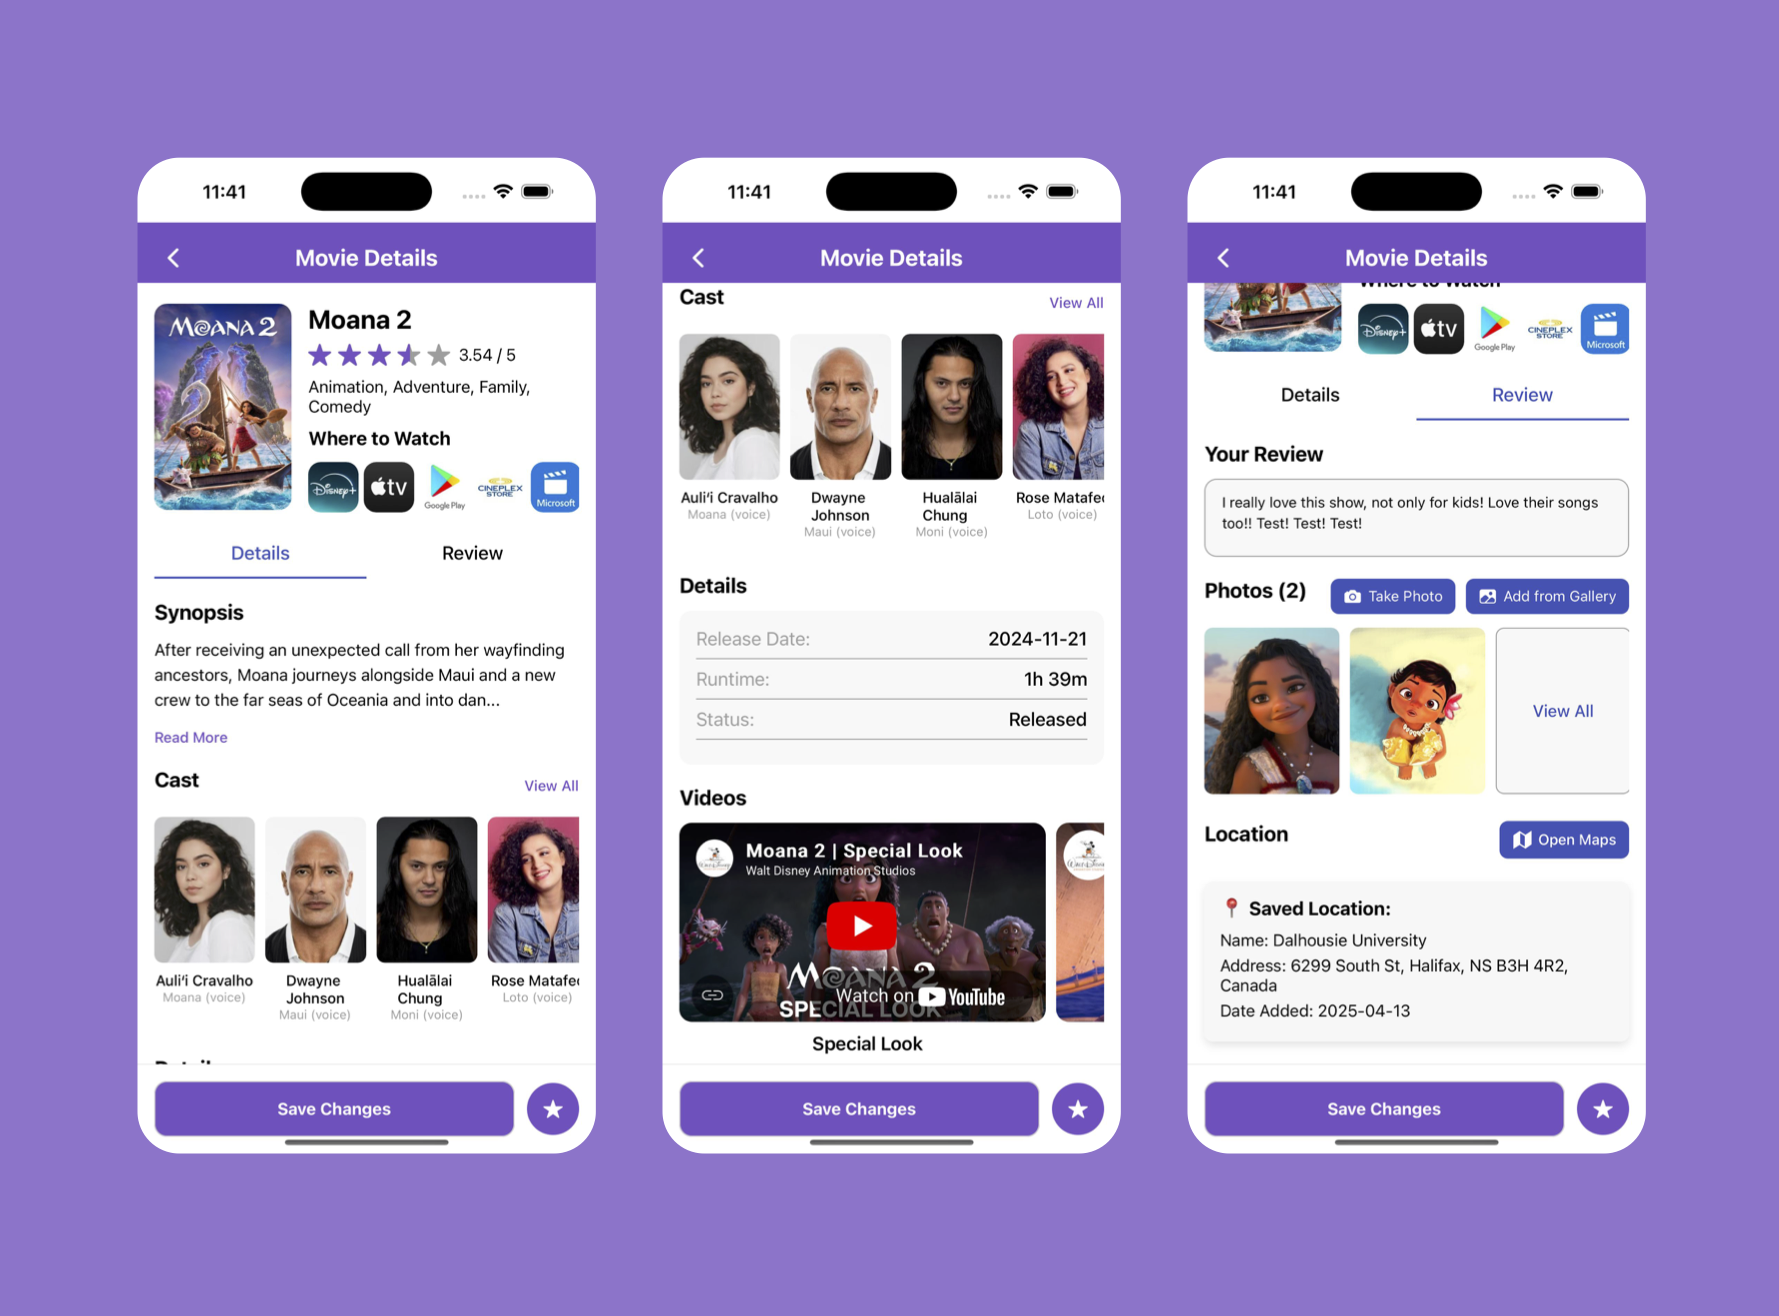 11:41
Movie Details
MOANA 2
Moana 2
3.54 / 5
Animation, Adventure, Family,
Comedy
Where to Watch
Disney+
tv
Google Play
CINEPLEX
STORE
Microsoft
Details
Review
Synopsis
After receiving an unexpected call from her wayfinding
ancestors, Moana journeys alongside Maui and a new
crew to the far seas of Oceania and into dan...
Read More
Cast
View All
Auliʻi Cravalho
Moana (voice)
Dwayne
Johnson
Maui (voice)
Hualālai
Chung
Moni (voice)
Rose Matafeo
Loto (voice)
Details
Save Changes
11:41
Movie Details
Cast
View All
Auliʻi Cravalho
Moana (voice)
Dwayne
Johnson
Maui (voice)
Hualālai
Chung
Moni (voice)
Rose Matafeo
Loto (voice)
Details
Release Date:
2024-11-21
Runtime:
1h 39m
Status:
Released
Videos
Moana 2 | Special Look
Walt Disney Animation Studios
MOANA 2
SPECIAL LOOK
Watch on YouTube
Special Look
Save Changes
11:41
Movie Details
Where to Watch
Disney+
tv
Google Play
CINEPLEX
STORE
Microsoft
Details
Review
Your Review
I really love this show, not only for kids! Love their songs
too!! Test! Test! Test!
Photos (2)
Take Photo
Add from Gallery
View All
Location
Open Maps
Saved Location:
Name: Dalhousie University
Address: 6299 South St, Halifax, NS B3H 4R2,
Canada
Date Added: 2025-04-13
Save Changes